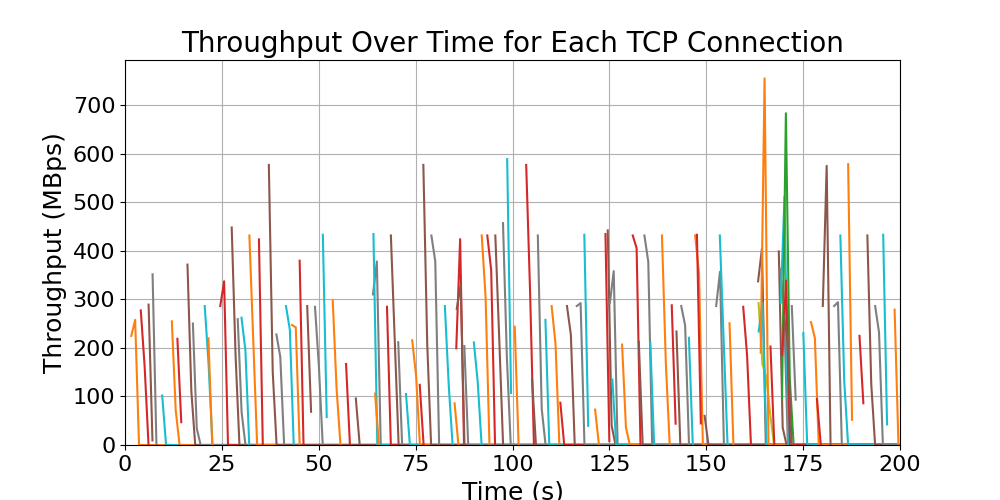 Throughput Over Time for Each TCP Connection
Throughput (MBps)
700
600
500
400
300
200
100
0
0 25 50 75 100 125 150 175 200
Time (s)